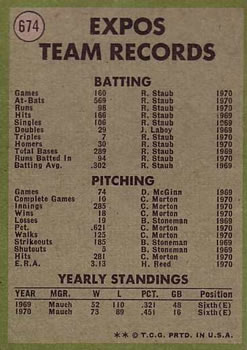 674
EXPOS
TEAM RECORDS
BATTING
Games 160 R. Staub 1970
At-Bats 569 R. Staub 1970
Runs 98 R. Staub 1970
Hits 166 R. Staub 1969
Singles 106 R. Staub 1970
Doubles 29 J. Laboy 1969
Triples 7 R. Staub 1970
Homers 30 R. Staub 1970
Total Bases 289 R. Staub 1969
Runs Batted In 94 R. Staub 1970
Batting Avg. .302 R. Staub 1969
PITCHING
Games 74 D. McGinn 1969
Complete Games 10 C. Morton 1970
Innings 285 C. Morton 1970
Wins 18 C. Morton 1970
Losses 19 B. Stoneman 1969
Pct. .621 C. Morton 1970
Walks 125 C. Morton 1970
Strikeouts 185 B. Stoneman 1969
Shutouts 5 B. Stoneman 1969
Hits 281 C. Morton 1970
E.R.A. 3.13 H. Reed 1970
YEARLY STANDINGS
YEAR MGR. W L PCT. GB POSITION
1969 Mauch 52 110 .321 48 Sixth(E)
1970 Mauch 73 89 .451 16 Sixth(E)
** © T.C.G. PRTD. IN U.S.A.